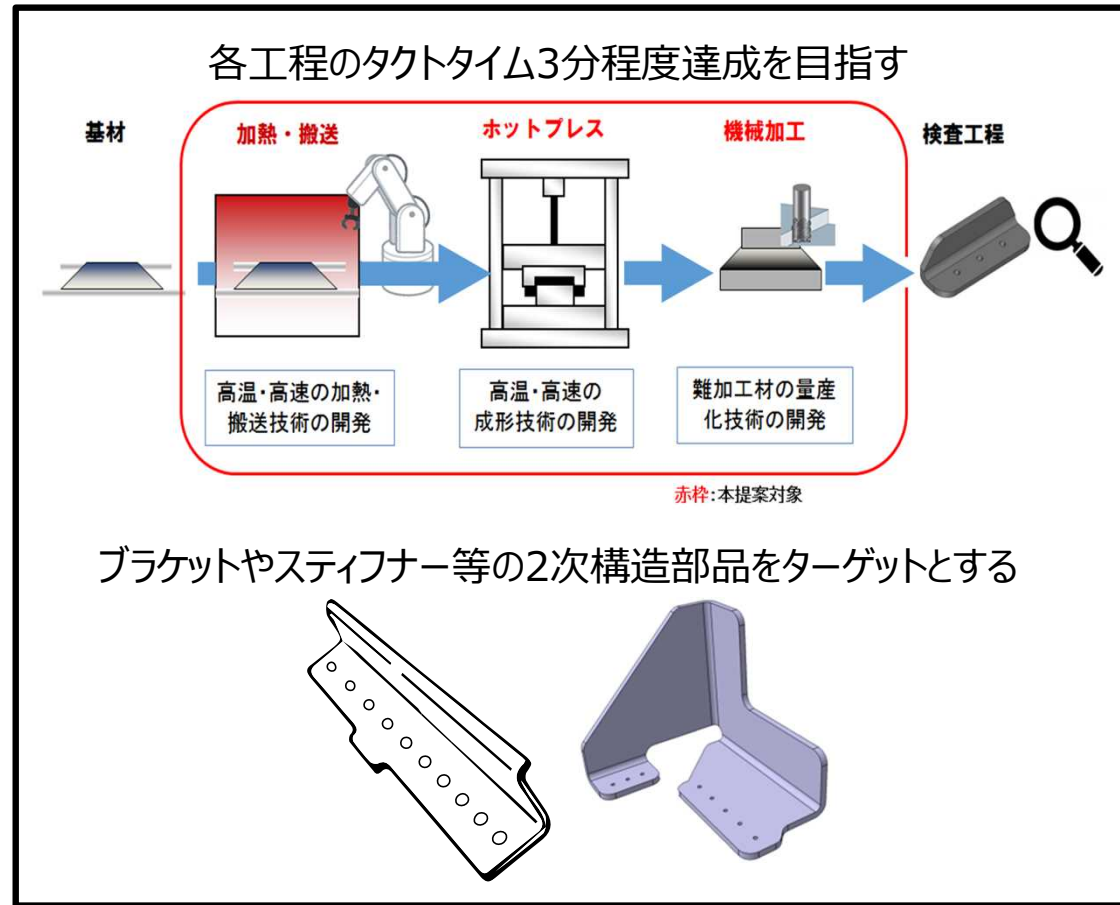 各工程のタクトタイム3分程度達成を目指す
基材
加熱・搬送
ホットプレス
機械加工
検査工程
高温・高速の加熱・
搬送技術の開発
高温・高速の
成形技術の開発
難加工材の量産
化技術の開発
赤枠:本提案対象
ブラケットやスティフナー等の2次構造部品をターゲットとする